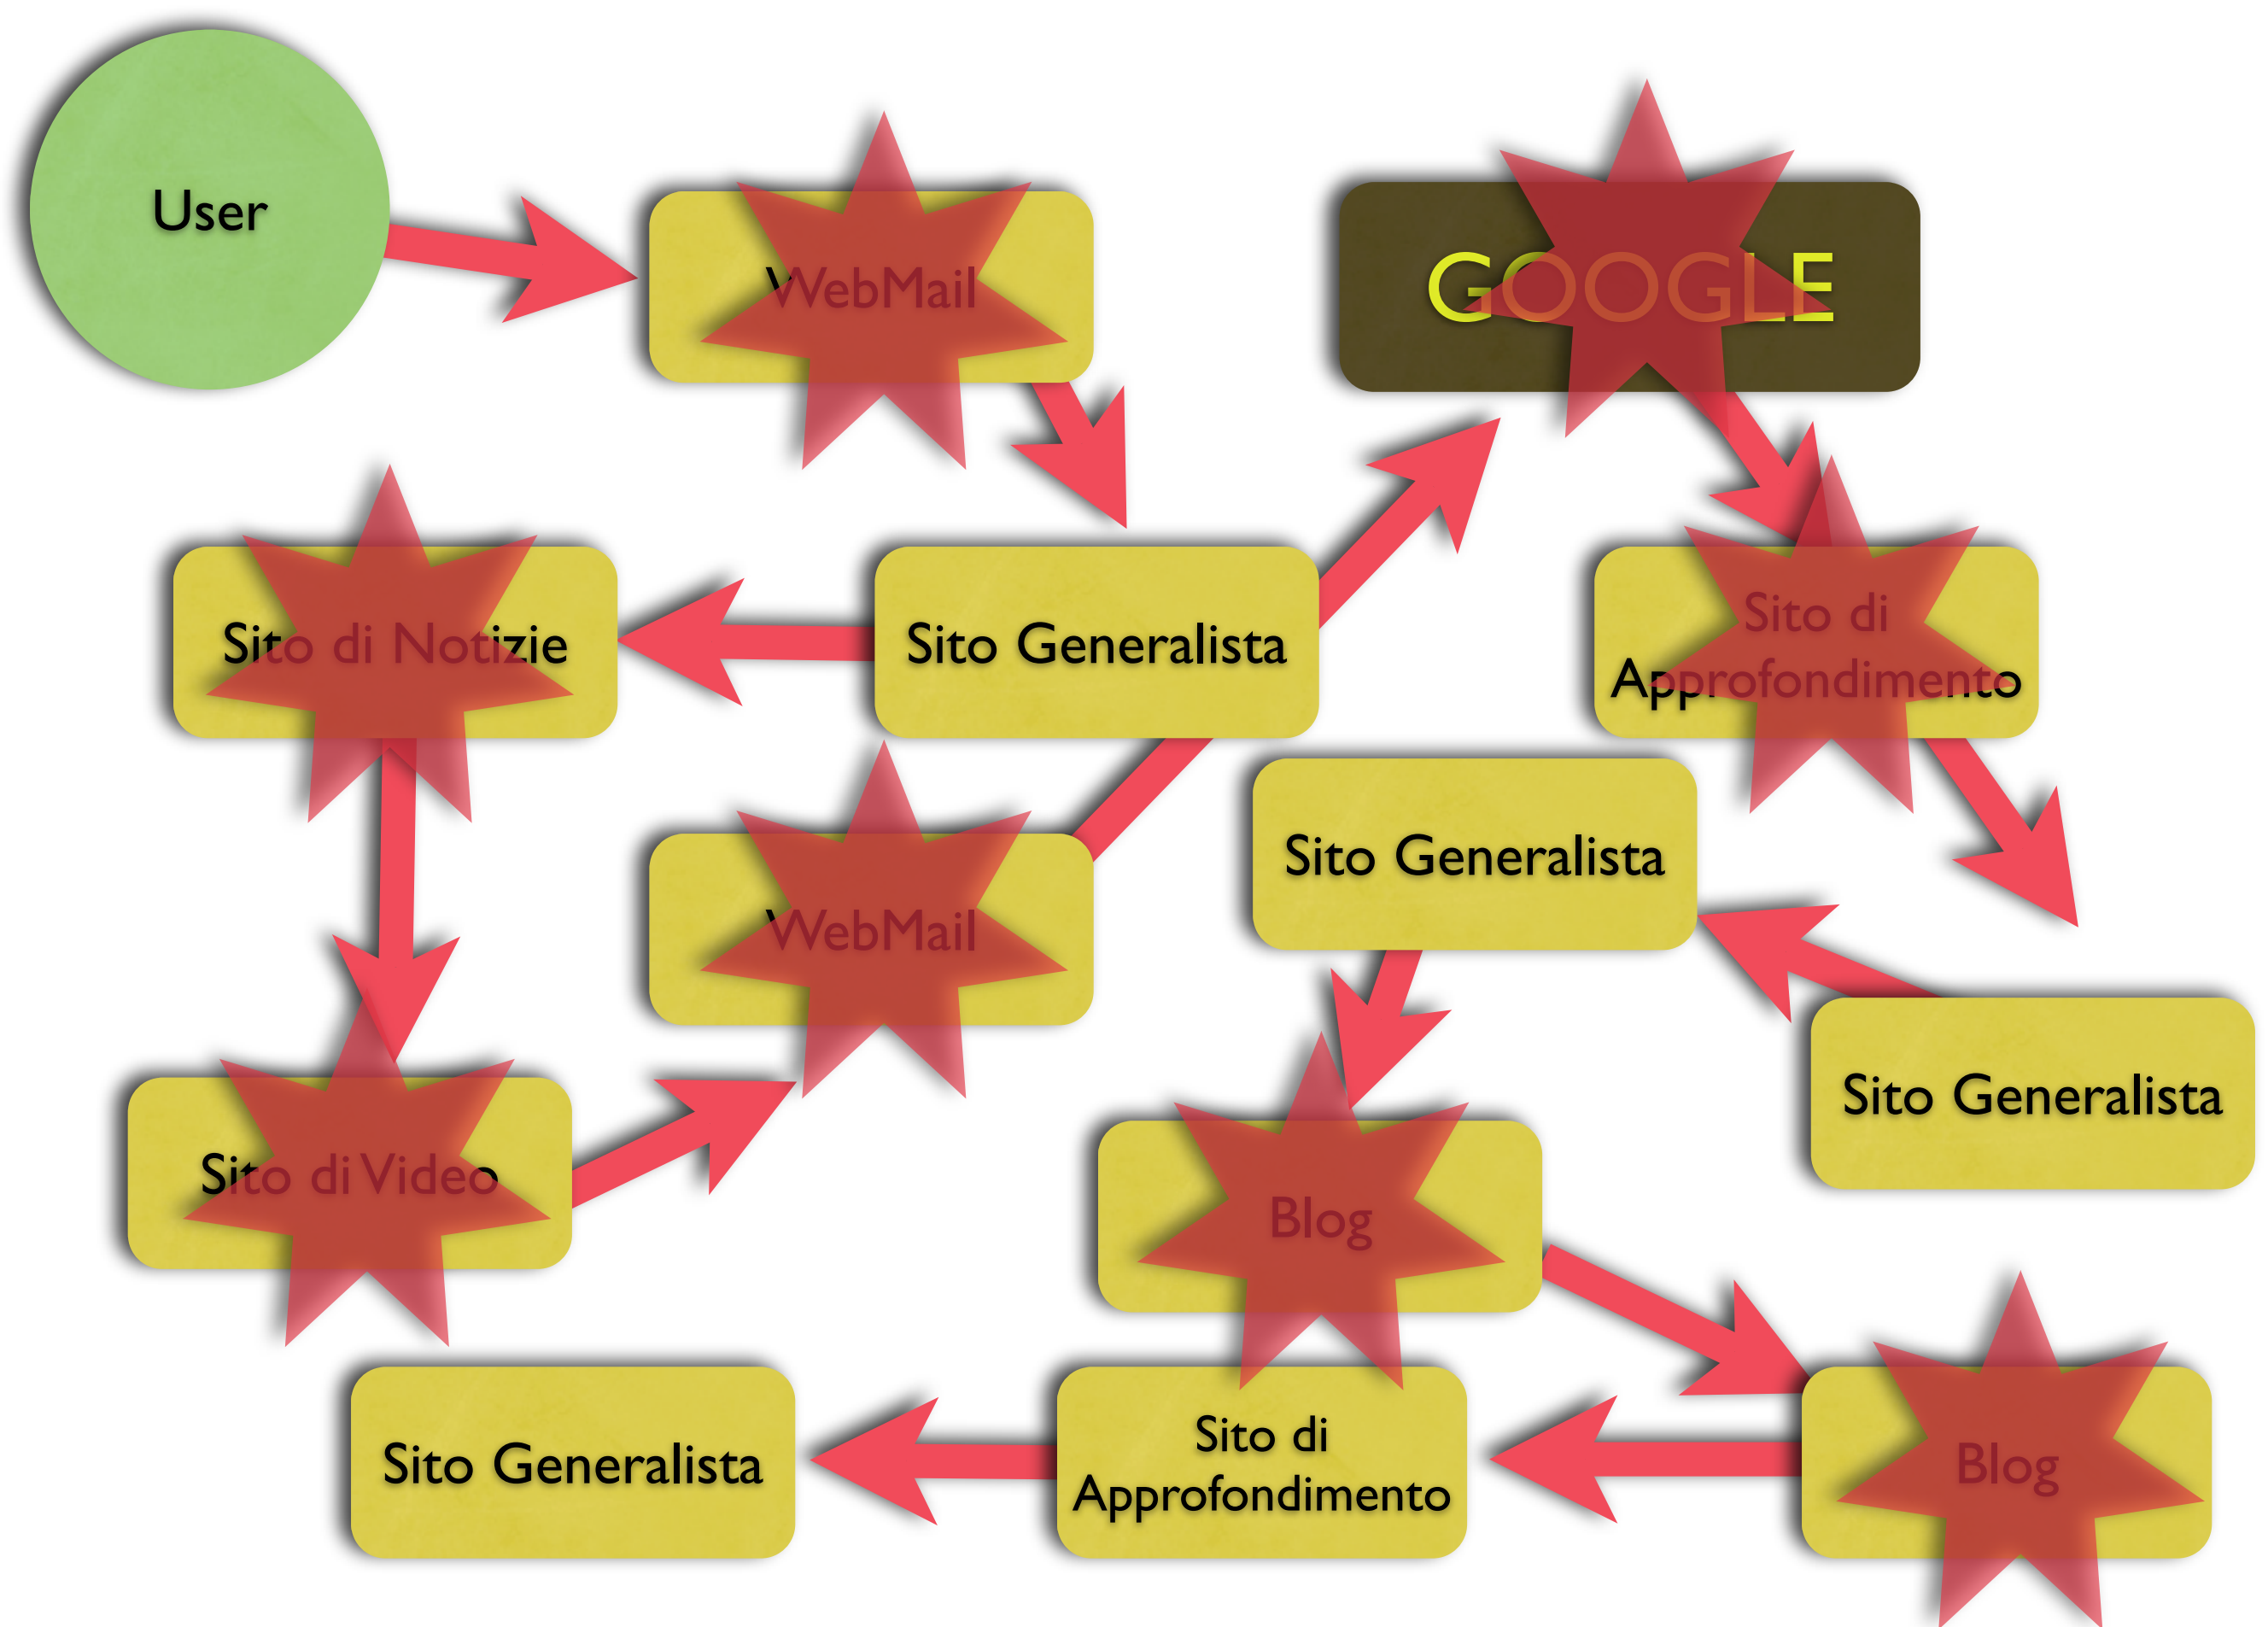 User
WebMail
GOOGLE
Sito di Notizie
Sito Generalista
Sito di
Approfondimento
Sito Generalista
WebMail
Sito Generalista
Sito di Video
Blog
Sito Generalista
Sito di
Approfondimento
Blog